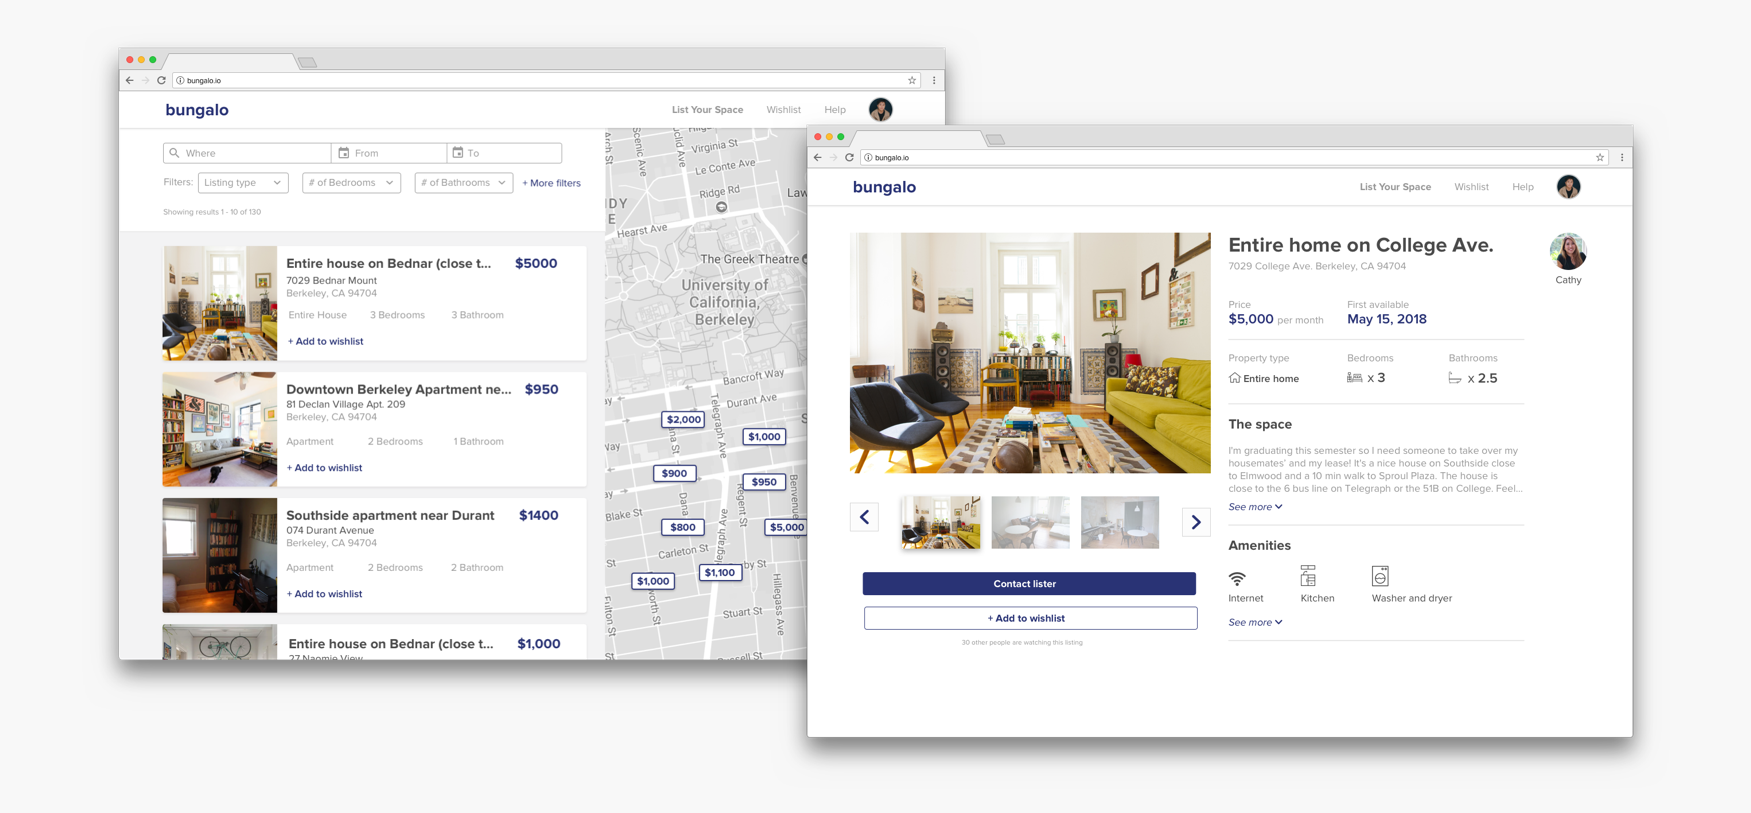 bungalo.io
bungalo
List Your Space
Wishlist
Help
Where
From
To
Filters:
Listing type
# of Bedrooms
# of Bathrooms
+ More filters
Showing results 1 - 10 of 130
Entire house on Bednar (close t...
$5000
7029 Bednar Mount
Berkeley, CA 94704
Entire House
3 Bedrooms
3 Bathroom
+ Add to wishlist
Downtown Berkeley Apartment ne...
$950
81 Declan Village Apt. 209
Berkeley, CA 94704
Apartment
2 Bedrooms
1 Bathroom
+ Add to wishlist
Southside apartment near Durant
$1400
074 Durant Avenue
Berkeley, CA 94704
Apartment
2 Bedrooms
2 Bathroom
+ Add to wishlist
Entire house on Bednar (close t...
$1,000
27 Naomie View
Virginia St
Le Conte Ave
Ridge Rd
Hearst Ave
The Greek Theatre
University of
California,
Berkeley
Bancroft Way
Durant Ave
Telegraph Ave
$2,000
$1,000
$900
$950
Dana
Regent St
Blake St
$800
$5,000
Carleton St
$1,100
$1,000
Fulton St
Stuart St
Hillegass Ave
bungalo.io
bungalo
List Your Space
Wishlist
Help
Entire home on College Ave.
7029 College Ave. Berkeley, CA 94704
Cathy
Price
$5,000 per month
First available
May 15, 2018
Property type
Entire home
Bedrooms
x 3
Bathrooms
x 2.5
The space
I'm graduating this semester so I need someone to take over my
housemates' and my lease! It's a nice house on Southside close
to Elmwood and a 10 min walk to Sproul Plaza. The house is
close to the 6 bus line on Telegraph or the 51B on College. Feel...
See more
Amenities
Internet
Kitchen
Washer and dryer
See more
Contact lister
+ Add to wishlist
30 other people are watching this listing